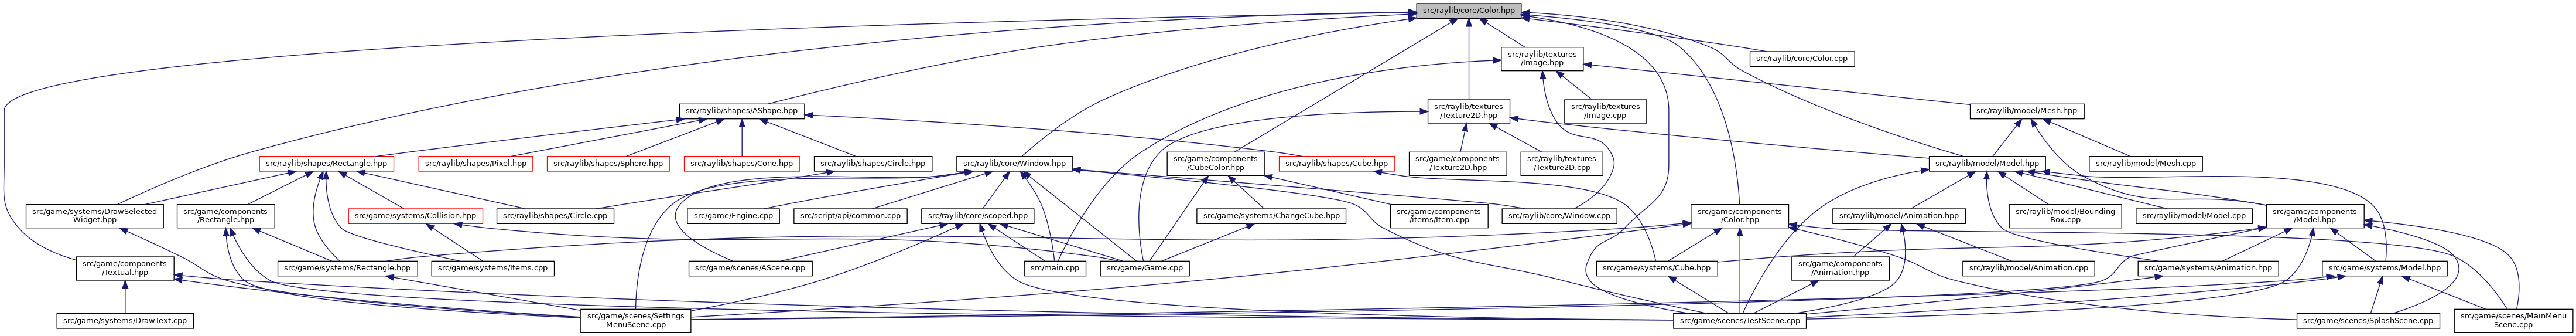 src/raylib/core/Color.hpp
src/raylib/textures
/Image.hpp
src/raylib/core/Color.cpp
src/raylib/shapes/AShape.hpp
src/raylib/textures
/Texture2D.hpp
src/raylib/textures
/Image.cpp
src/raylib/model/Mesh.hpp
src/raylib/shapes/Rectangle.hpp
src/raylib/shapes/Pixel.hpp
src/raylib/shapes/Sphere.hpp
src/raylib/shapes/Cone.hpp
src/raylib/shapes/Circle.hpp
src/raylib/core/Window.hpp
src/game/components
/CubeColor.hpp
src/raylib/shapes/Cube.hpp
src/game/components
/Texture2D.hpp
src/raylib/textures
/Texture2D.cpp
src/raylib/model/Model.hpp
src/raylib/model/Mesh.cpp
src/game/systems/DrawSelected
Widget.hpp
src/game/components
/Rectangle.hpp
src/game/systems/Collision.hpp
src/raylib/shapes/Circle.cpp
src/game/Engine.cpp
src/script/api/common.cpp
src/raylib/core/scoped.hpp
src/game/systems/ChangeCube.hpp
src/game/components
/items/Item.cpp
src/raylib/core/Window.cpp
src/game/components
/Color.hpp
src/raylib/model/Animation.hpp
src/raylib/model/Bounding
Box.cpp
src/raylib/model/Model.cpp
src/game/components
/Model.hpp
src/game/components
/Textual.hpp
src/game/systems/Rectangle.hpp
src/game/systems/Items.cpp
src/game/scenes/AScene.cpp
src/main.cpp
src/game/Game.cpp
src/game/systems/Cube.hpp
src/game/components
/Animation.hpp
src/raylib/model/Animation.cpp
src/game/systems/Animation.hpp
src/game/systems/Model.hpp
src/game/systems/DrawText.cpp
src/game/scenes/Settings
MenuScene.cpp
src/game/scenes/TestScene.cpp
src/game/scenes/SplashScene.cpp
src/game/scenes/MainMenu
Scene.cpp